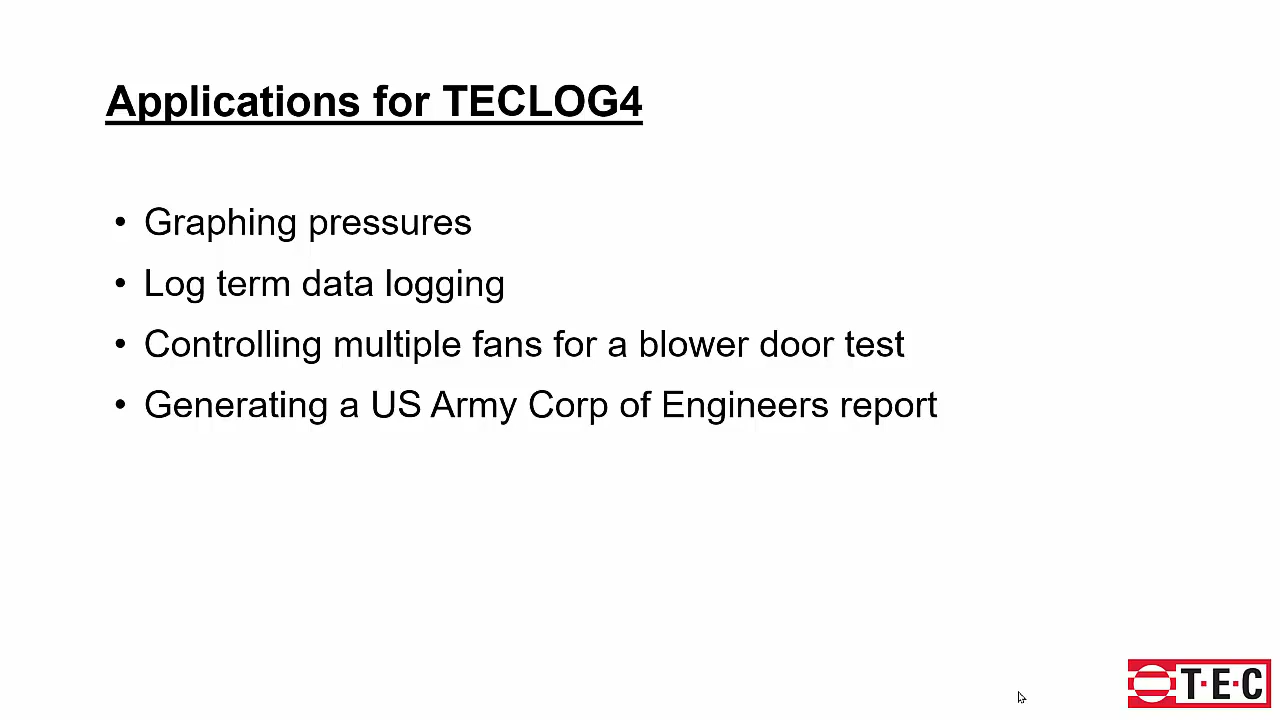 Applications for TECLOG4
• Graphing pressures
• Log term data logging
• Controlling multiple fans for a blower door test
• Generating a US Army Corp of Engineers report
T·E·C